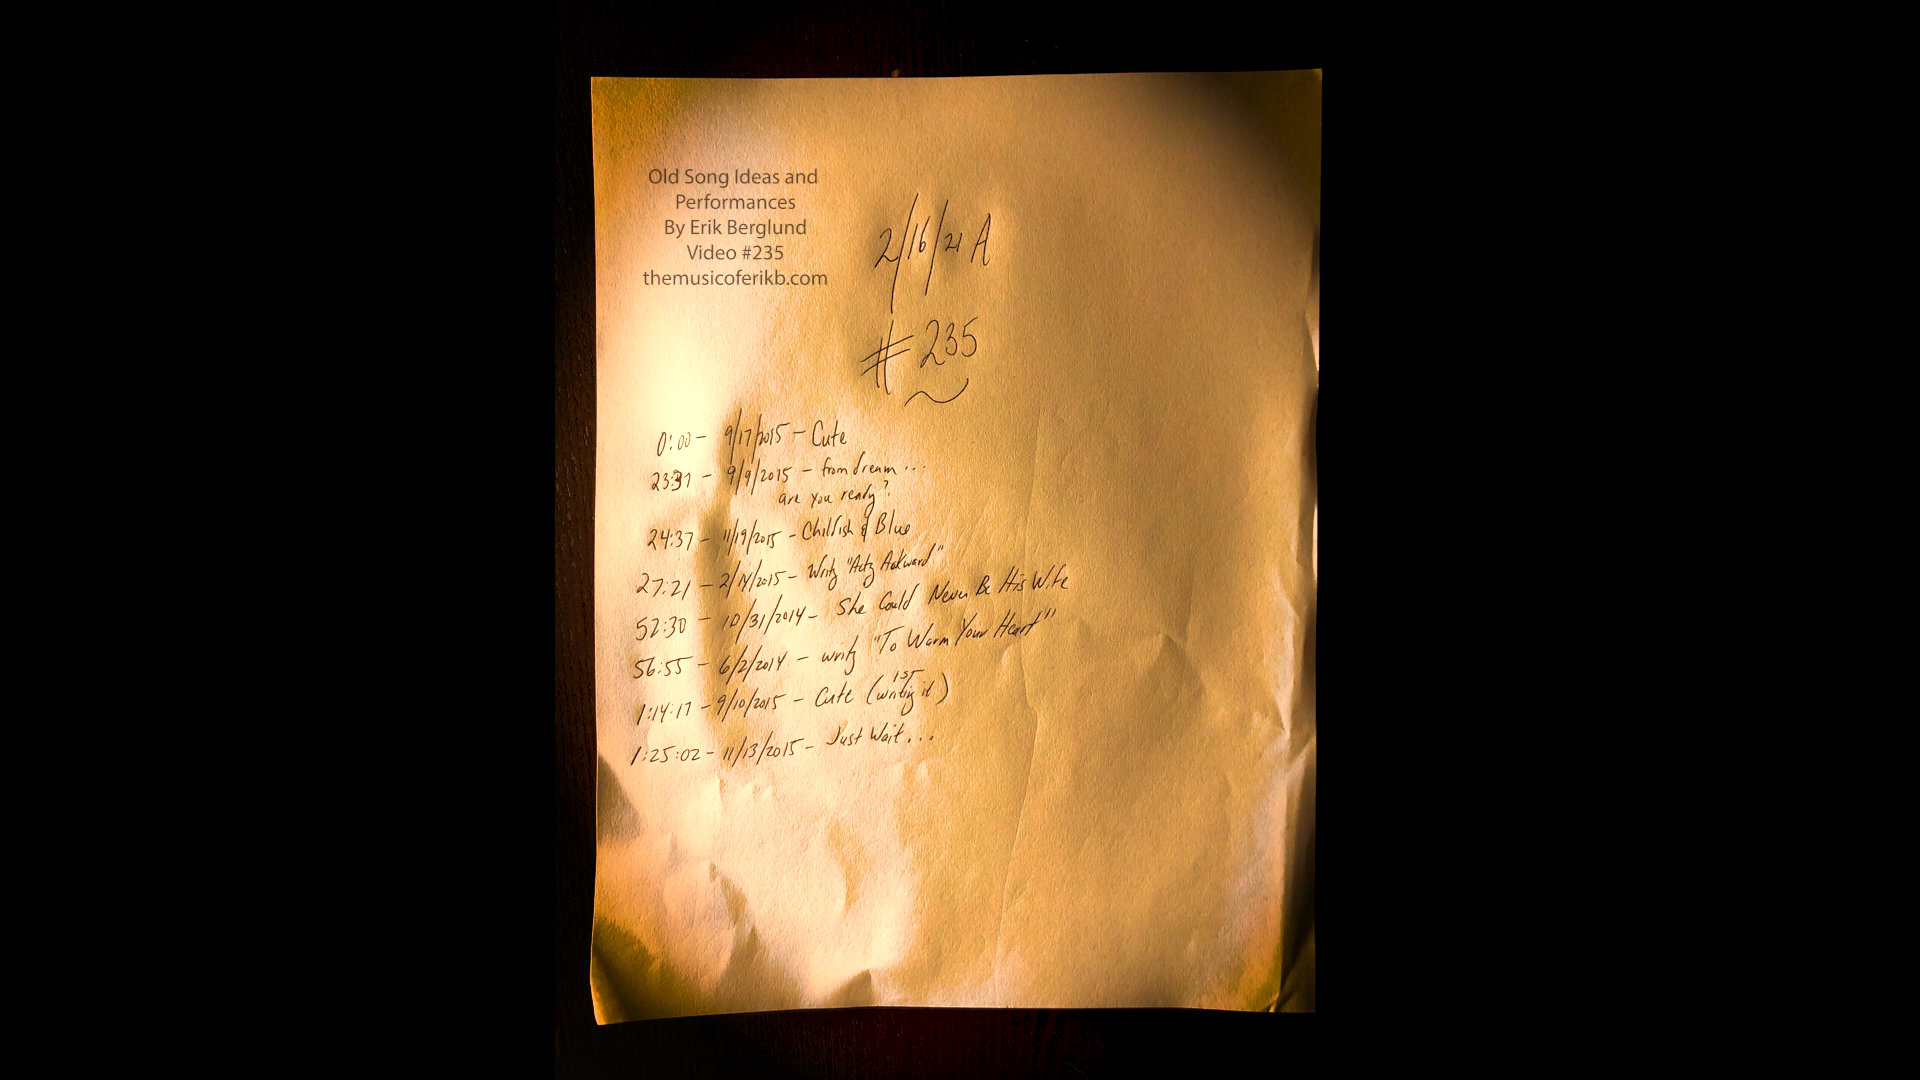 Old Song Ideas and
Performances
By Erik Berglund
Video #235
themusicoferikb.com
2/16/21 A
#235
0:00 - 9/17/2015 - Cute
23:31 - 9/9/2015 - from dream...
are you ready?
24:37 - 11/19/2015 - Childish & Blue
27:21 - 2/14/2015 - Writg "Actg Awkward"
52:30 - 10/31/2014 - She Could Never Be His Wife
56:55 - 6/2/2014 - writg "To Warm Your Heart"
1:14:17 - 9/10/2015 - Cute (1st writing it)
1:25:02 - 11/13/2015 - Just Wait...